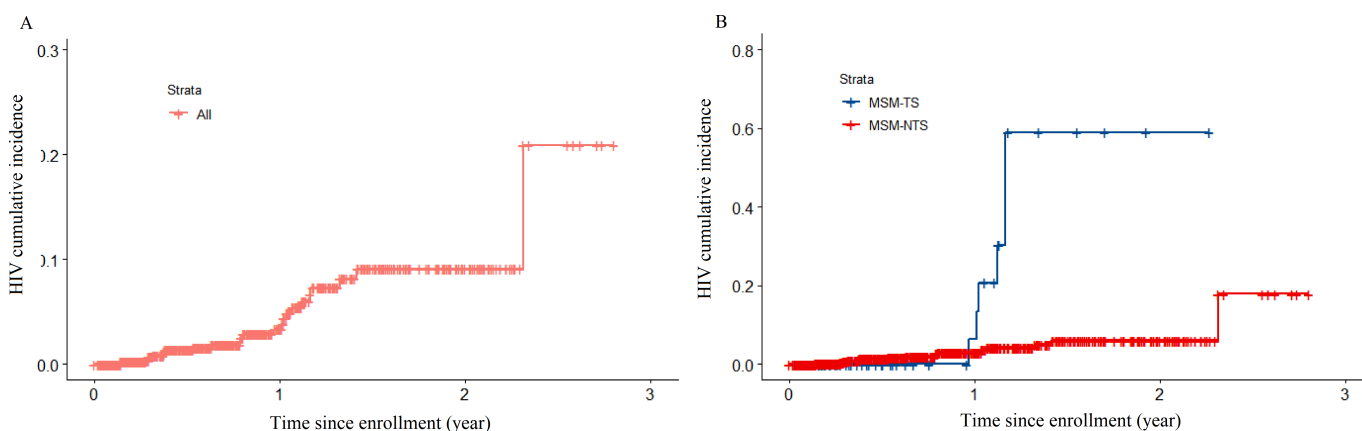 A
HIV cumulative incidence
0.3
0.2
0.1
0.0
Strata
All
0
1
2
3
Time since enrollment (year)
B
HIV cumulative incidence
0.8
0.6
0.4
0.2
0.0
Strata
MSM-TS
MSM-NTS
0
1
2
3
Time since enrollment (year)